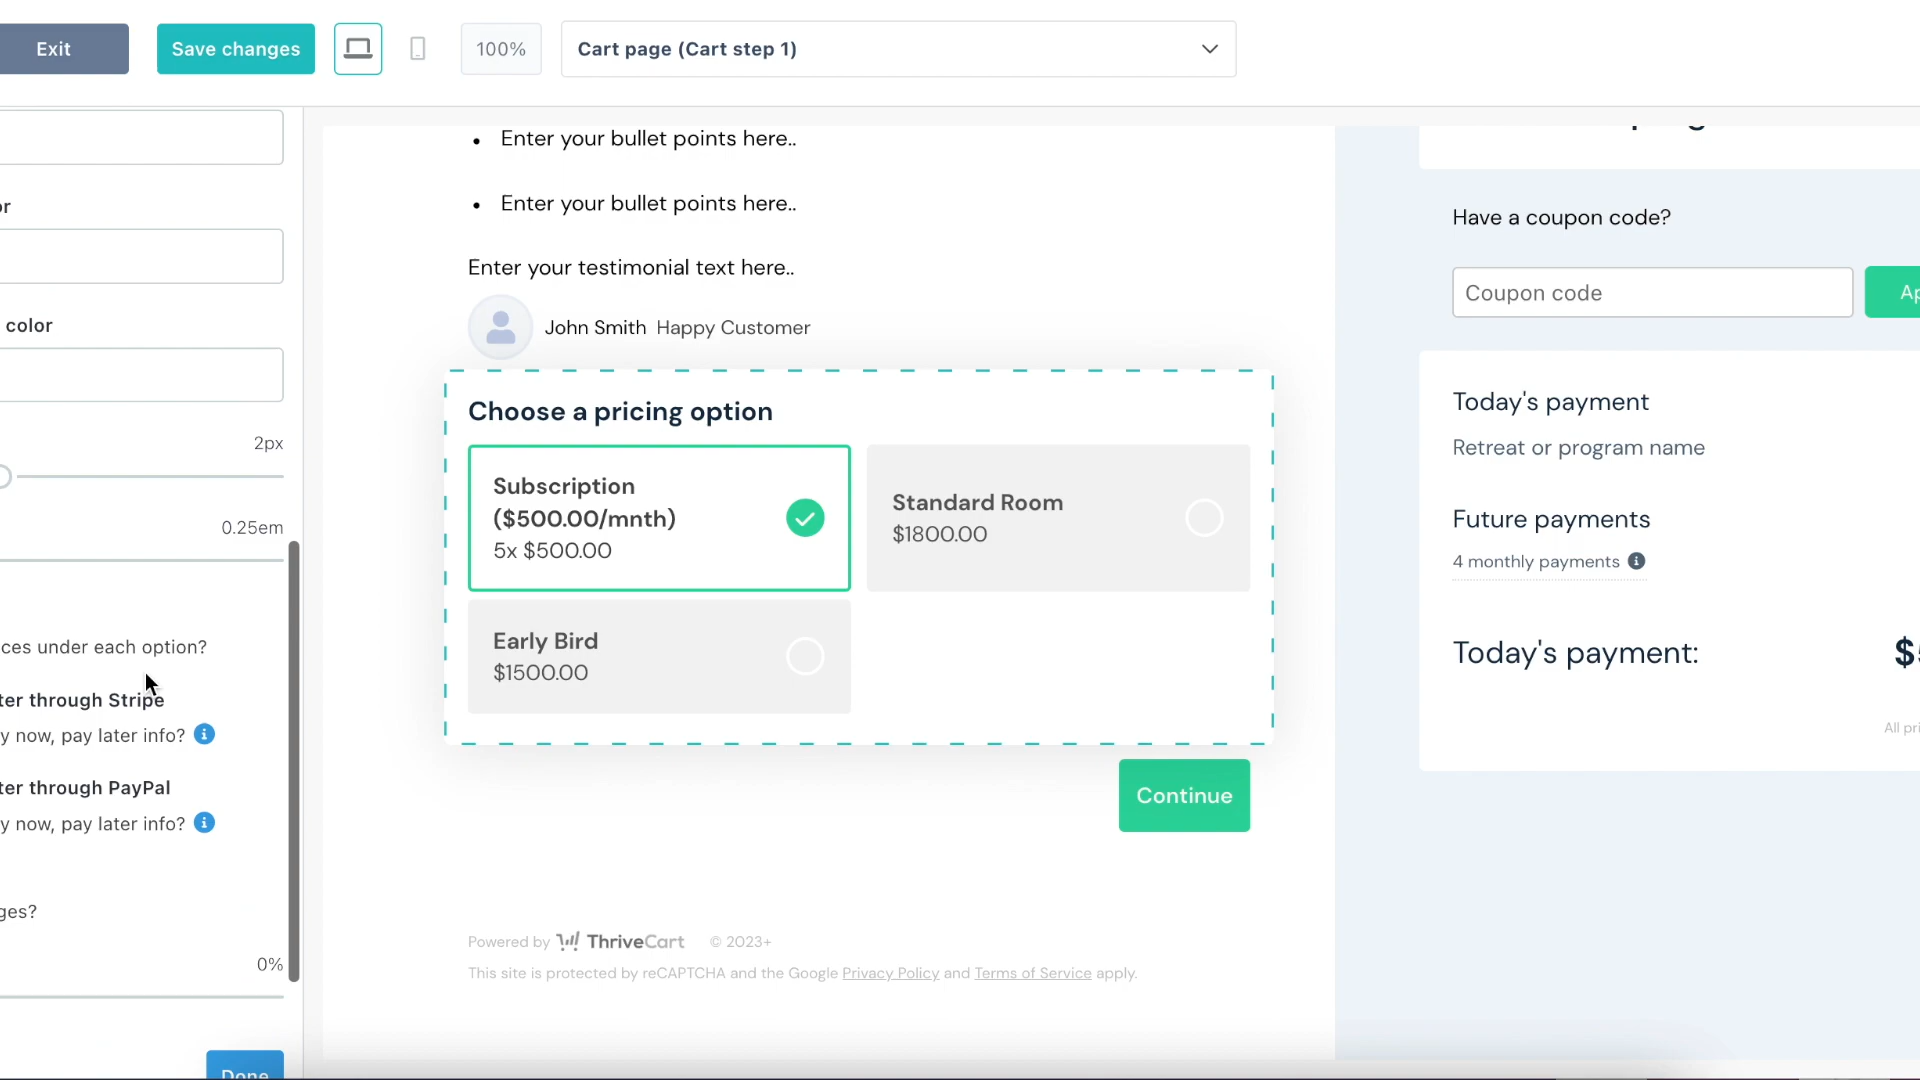 Exit
Save changes
100%
Cart page (Cart step 1)
or
color
2px
0.25em
ces under each option?
ter through Stripe
y now, pay later info?
ter through PayPal
y now, pay later info?
ges?
0%
Done
• Enter your bullet points here..
• Enter your bullet points here..
Enter your testimonial text here..
John Smith Happy Customer
Choose a pricing option
Subscription
($500.00/mnth)
5x $500.00
Standard Room
$1800.00
Early Bird
$1500.00
Continue
Powered by ThriveCart © 2023+
This site is protected by reCAPTCHA and the Google Privacy Policy and Terms of Service apply.
Have a coupon code?
Coupon code
Ap
Today's payment
Retreat or program name
Future payments
4 monthly payments
Today's payment:
All pri